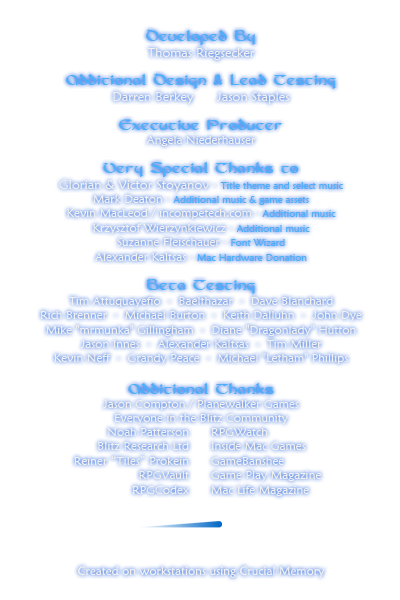 Developed By
Thomas Riegsecker
Additional Design & Lead Testing
Darren Berkey Jason Staples
Executive Producer
Angela Niederhauser
Very Special Thanks to
Glorian & Victor Stoyanov - Title theme and select music
Mark Deaton - Additional music & game assets
Kevin MacLeod - incompetech.com - Additional music
Krzysztof Wierzynkiewicz - Additional music
Suzanne Fleischauer - Font Wizard
Alexander Kaltsas - Mac Hardware Donation
Beta Testing
Tim Attuquayefio - Baelthazar - Dave Blanchard
Rich Brenner - Michael Burton - Keith Dalluhn - John Dye
Mike "mrmunka" Gillingham - Diane "Dragonlady" Hutton
Jason Innes - Alexander Kaltsas - Tim Miller
Kevin Neff - Grandy Peace - Michael "Letham" Phillips
Additional Thanks
Jason Compton / Planewalker Games
Everyone in the Blitz Community
Noah Patterson RPGWatch
Blitz Research Ltd Inside Mac Games
Reiner "Tiles" Prokein GameBanshee
RPGVault Game Play Magazine
RPGCodex Mac Life Magazine
Created on workstations using Crucial Memory